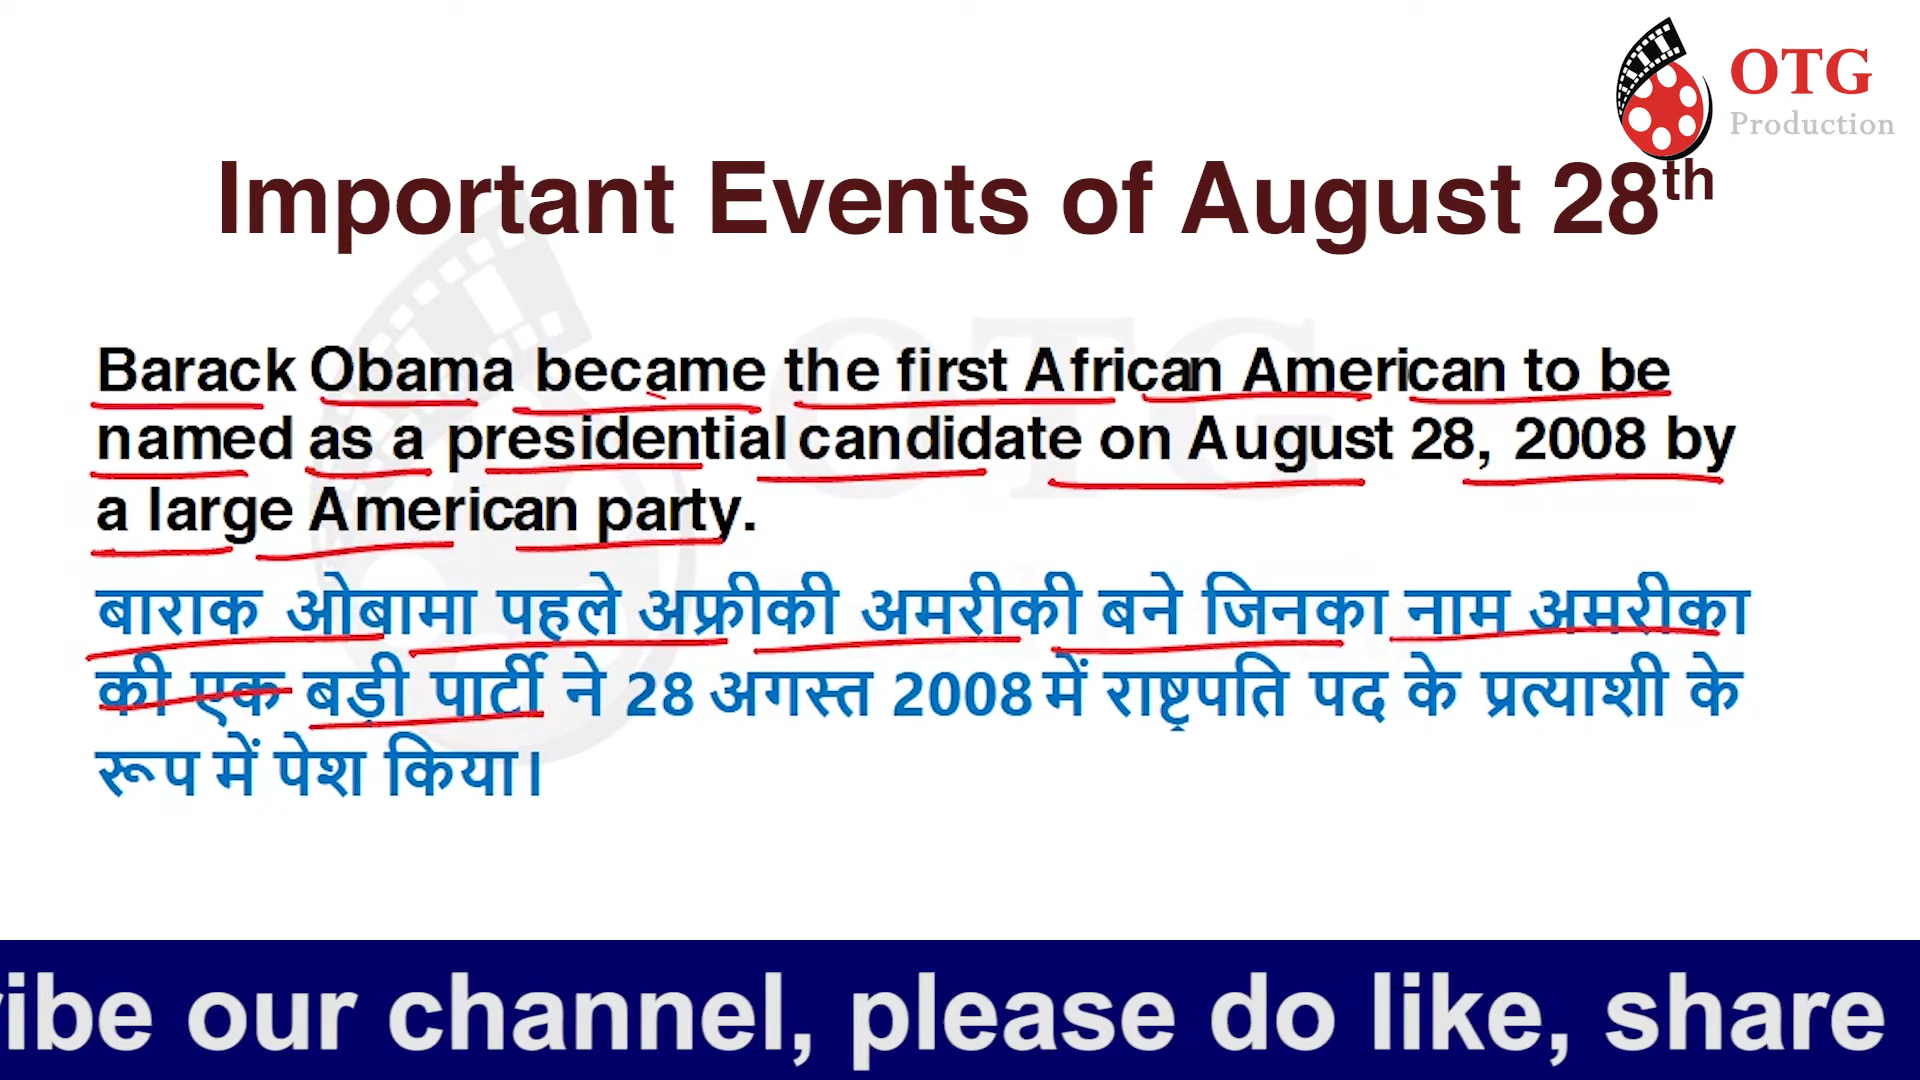 OTG
Production
Important Events of August 28th
Barack Obama became the first African American to be
named as a presidential candidate on August 28, 2008 by
a large American party.
बाराक ओबामा पहले अफ्रीकी अमरीकी बने जिनका नाम अमरीका
की एक बड़ी पार्टी ने 28 अगस्त 2008 में राष्ट्रपति पद के प्रत्याशी के
रूप में पेश किया।
ibe our channel, please do like, share